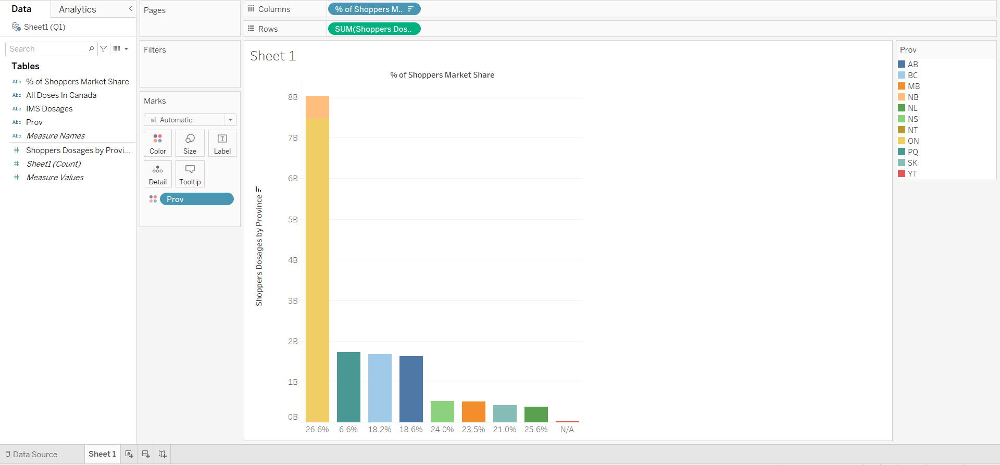 Data
Analytics
Sheet1 (Q1)
Search
Tables
Abc % of Shoppers Market Share
Abc All Doses In Canada
Abc IMS Dosages
Abc Prov
Abc Measure Names
# Shoppers Dosages by Provi...
# Sheet1 (Count)
# Measure Values
Pages
Filters
Marks
Automatic
Color Size Label
Detail Tooltip
Prov
Columns % of Shoppers M..
Rows SUM(Shoppers Dos..
Sheet 1
% of Shoppers Market Share
Shoppers Dosages by Province
8B
7B
6B
5B
4B
3B
2B
1B
0B
26.6% 6.6% 18.2% 18.6% 24.0% 23.5% 21.0% 25.6% N/A
Prov
AB
BC
MB
NB
NL
NS
NT
ON
PQ
SK
YT
Data Source Sheet 1